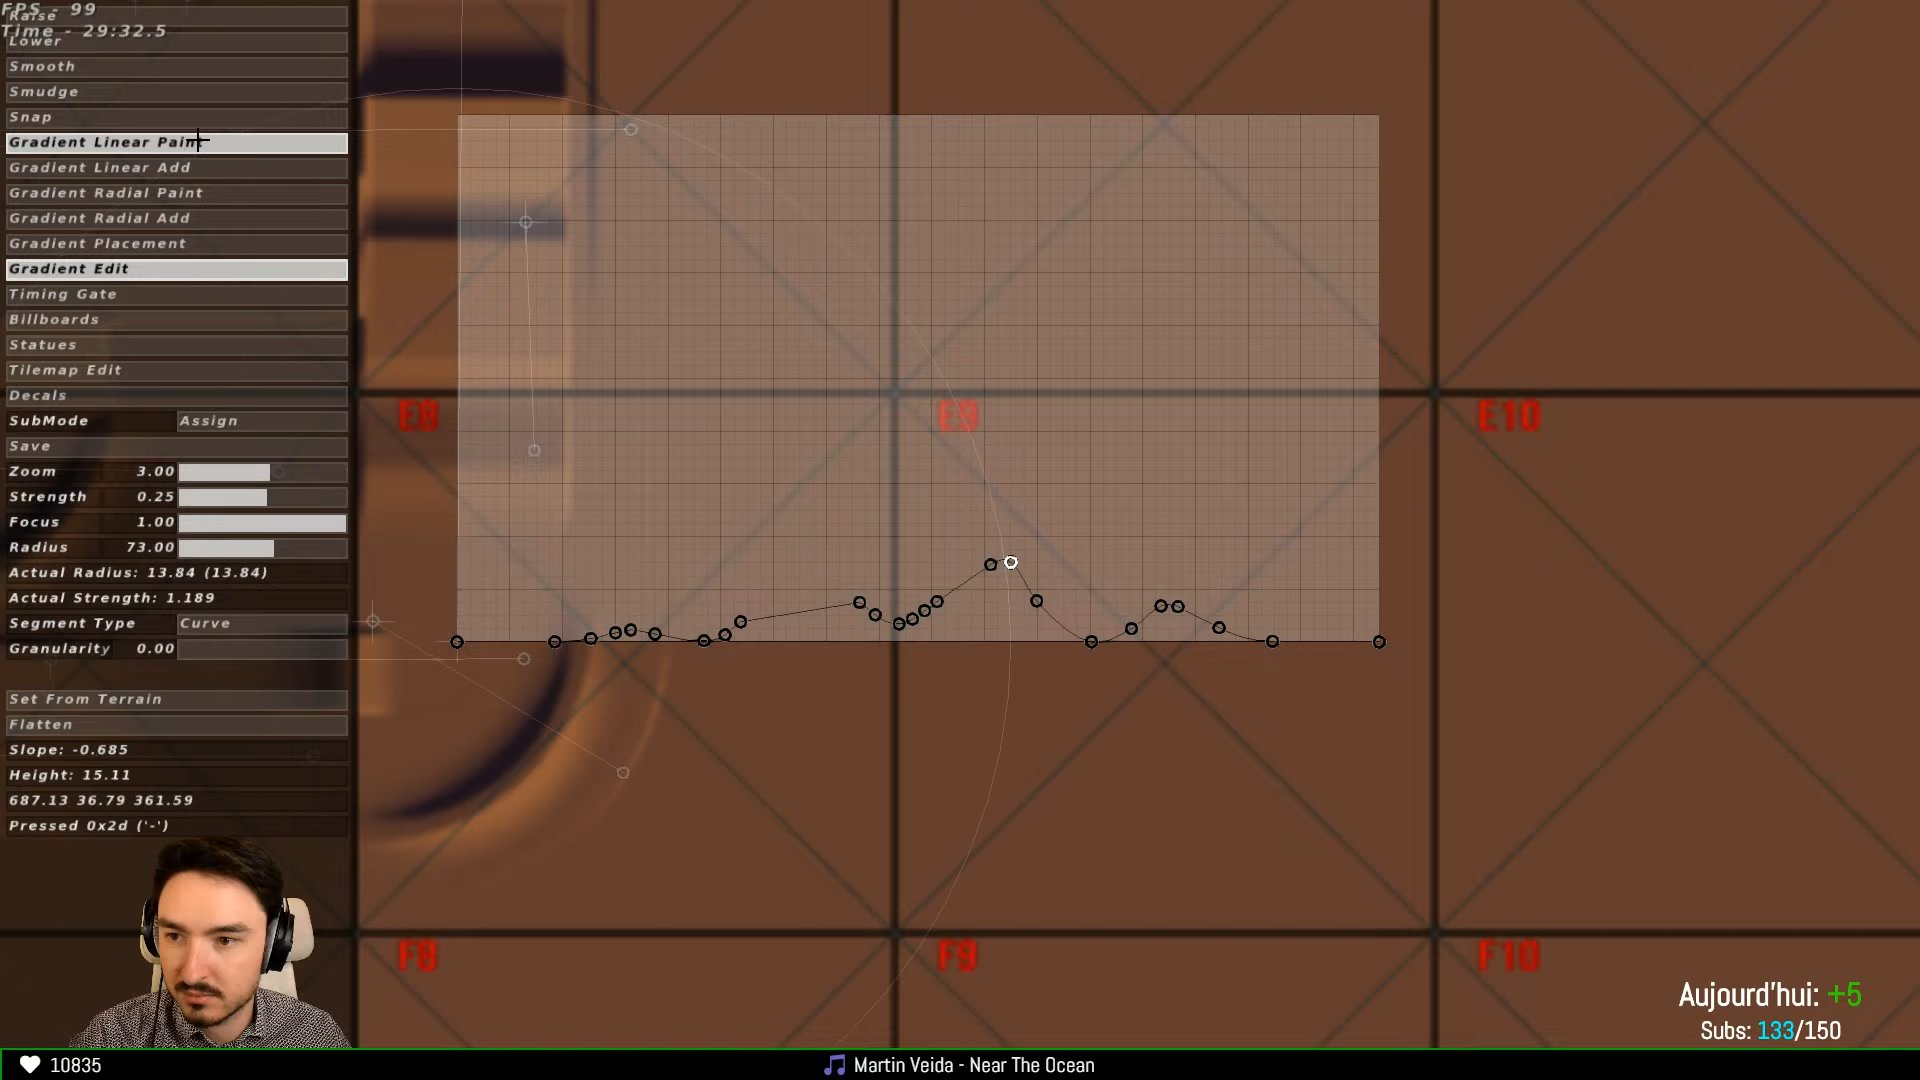 FPS - 99
Raise
Time - 29:32.5
Lower
Smooth
Smudge
Snap
Gradient Linear Paint
Gradient Linear Add
Gradient Radial Paint
Gradient Radial Add
Gradient Placement
Gradient Edit
Timing Gate
Billboards
Statues
Tilemap Edit
Decals
SubMode Assign
Save
Zoom 3.00
Strength 0.25
Focus 1.00
Radius 73.00
Actual Radius: 13.84 (13.84)
Actual Strength: 1.189
Segment Type Curve
Granularity 0.00
Set From Terrain
Flatten
Slope: -0.685
Height: 15.11
687.13 36.79 361.59
Pressed 0x2d ('-')
E8
E9
E10
F8
F9
F10
Aujourd'hui: +5
Subs: 133/150
10835
Martin Veida - Near The Ocean